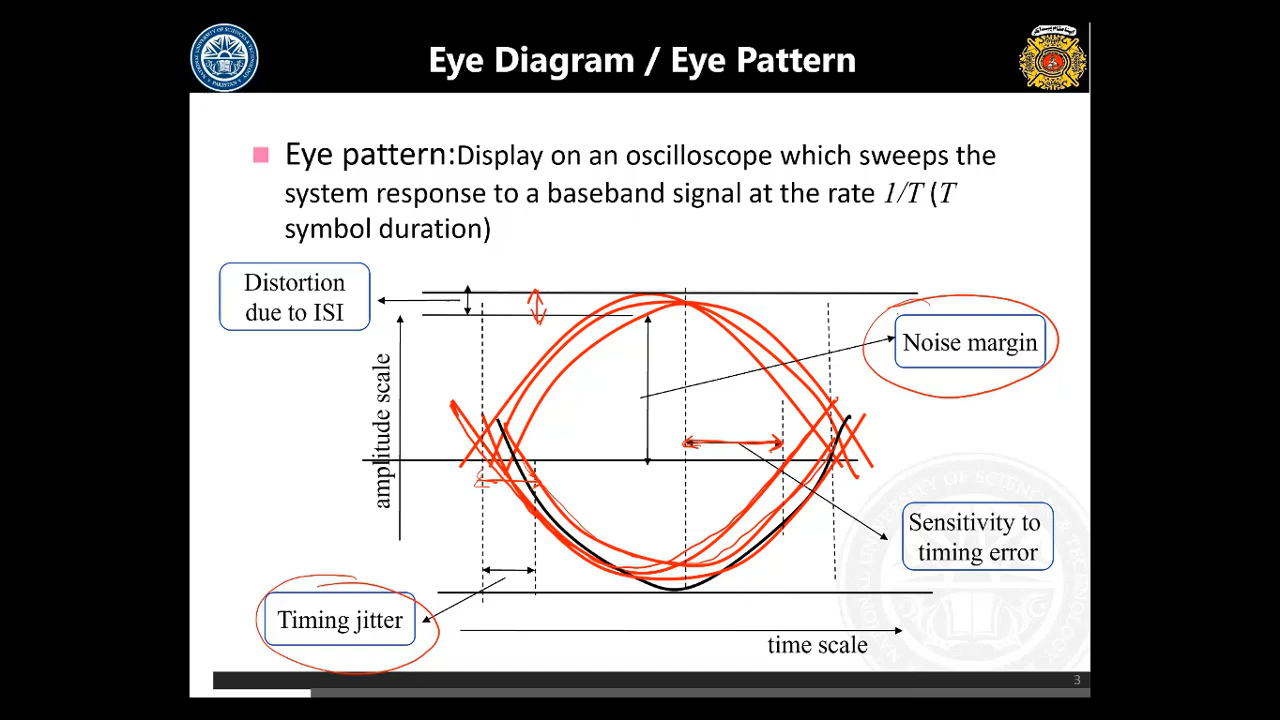 Eye Diagram / Eye Pattern
Eye pattern:Display on an oscilloscope which sweeps the
system response to a baseband signal at the rate 1/T (T
symbol duration)
Distortion
due to ISI
Noise margin
amplitude scale
Sensitivity to
timing error
Timing jitter
time scale
3